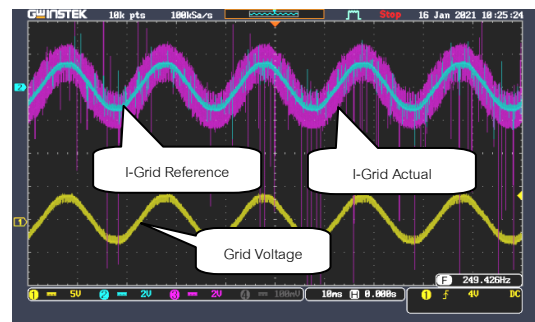 GWINSTEK 10k pts 100kSa/s Stop 16 Jan 2021 10:25:24
2
I-Grid Reference
I-Grid Actual
1
Grid Voltage
F 249.426Hz
1 5V 2 2V 3 2V 4 100mV 10ms H 0.000s 1 4V DC